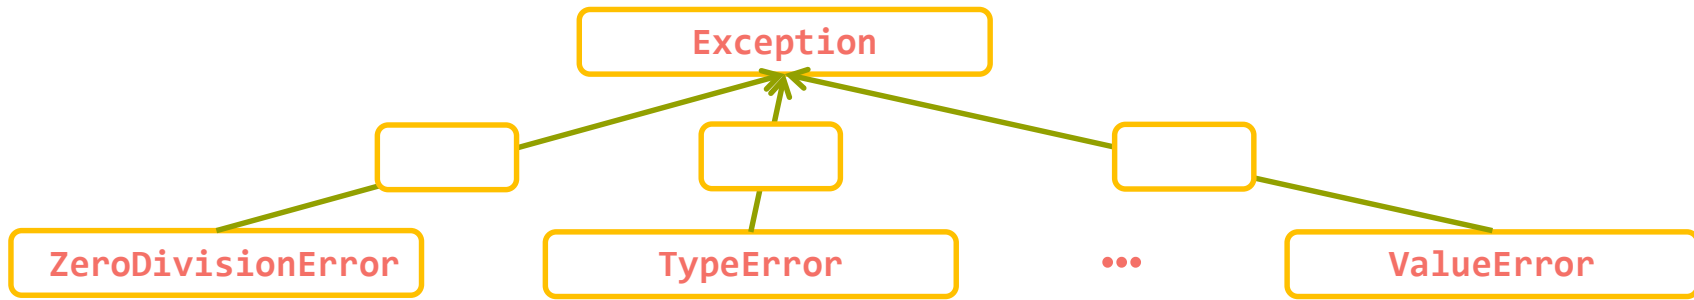 Exception
ZeroDivisionError
TypeError
•••
ValueError